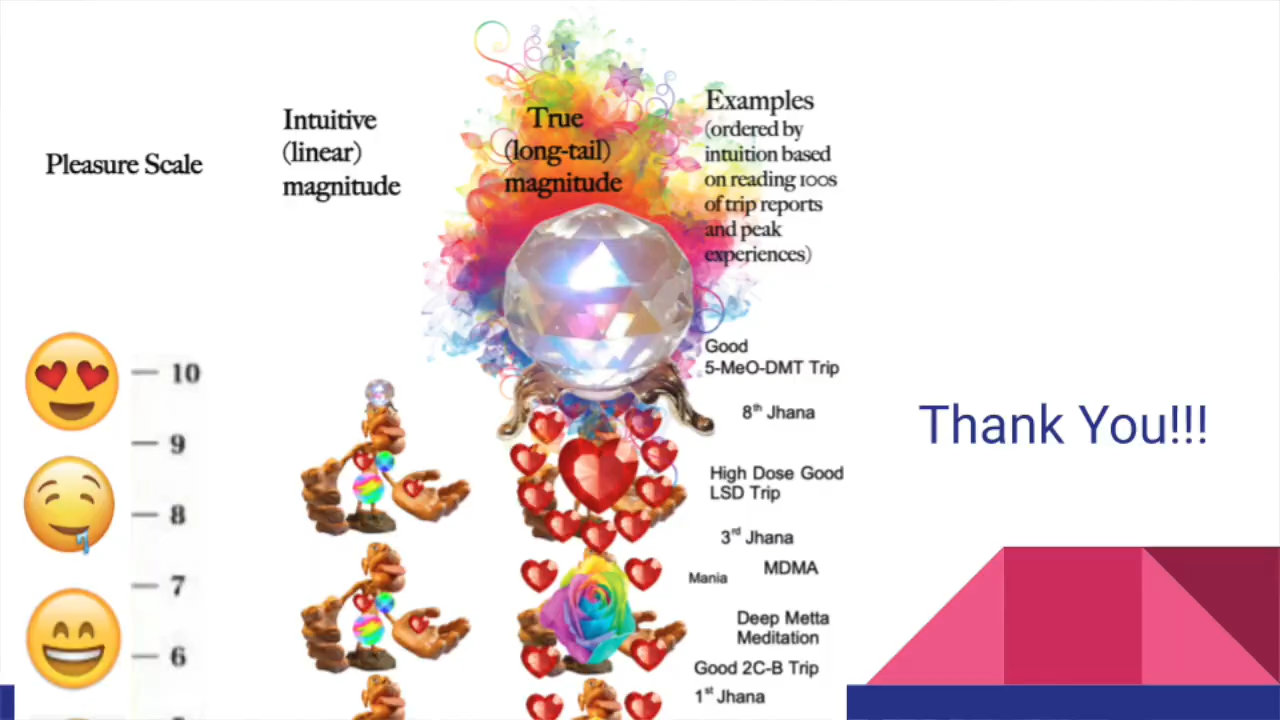 Pleasure Scale
Intuitive
(linear)
magnitude
True
(long-tail)
magnitude
Examples
(ordered by
intuition based
on reading 100s
of trip reports
and peak
experiences)
10
9
8
7
6
Good
5-MeO-DMT Trip
8th Jhana
High Dose Good
LSD Trip
3rd Jhana
MDMA
Mania
Deep Metta
Meditation
Good 2C-B Trip
1st Jhana
Thank You!!!